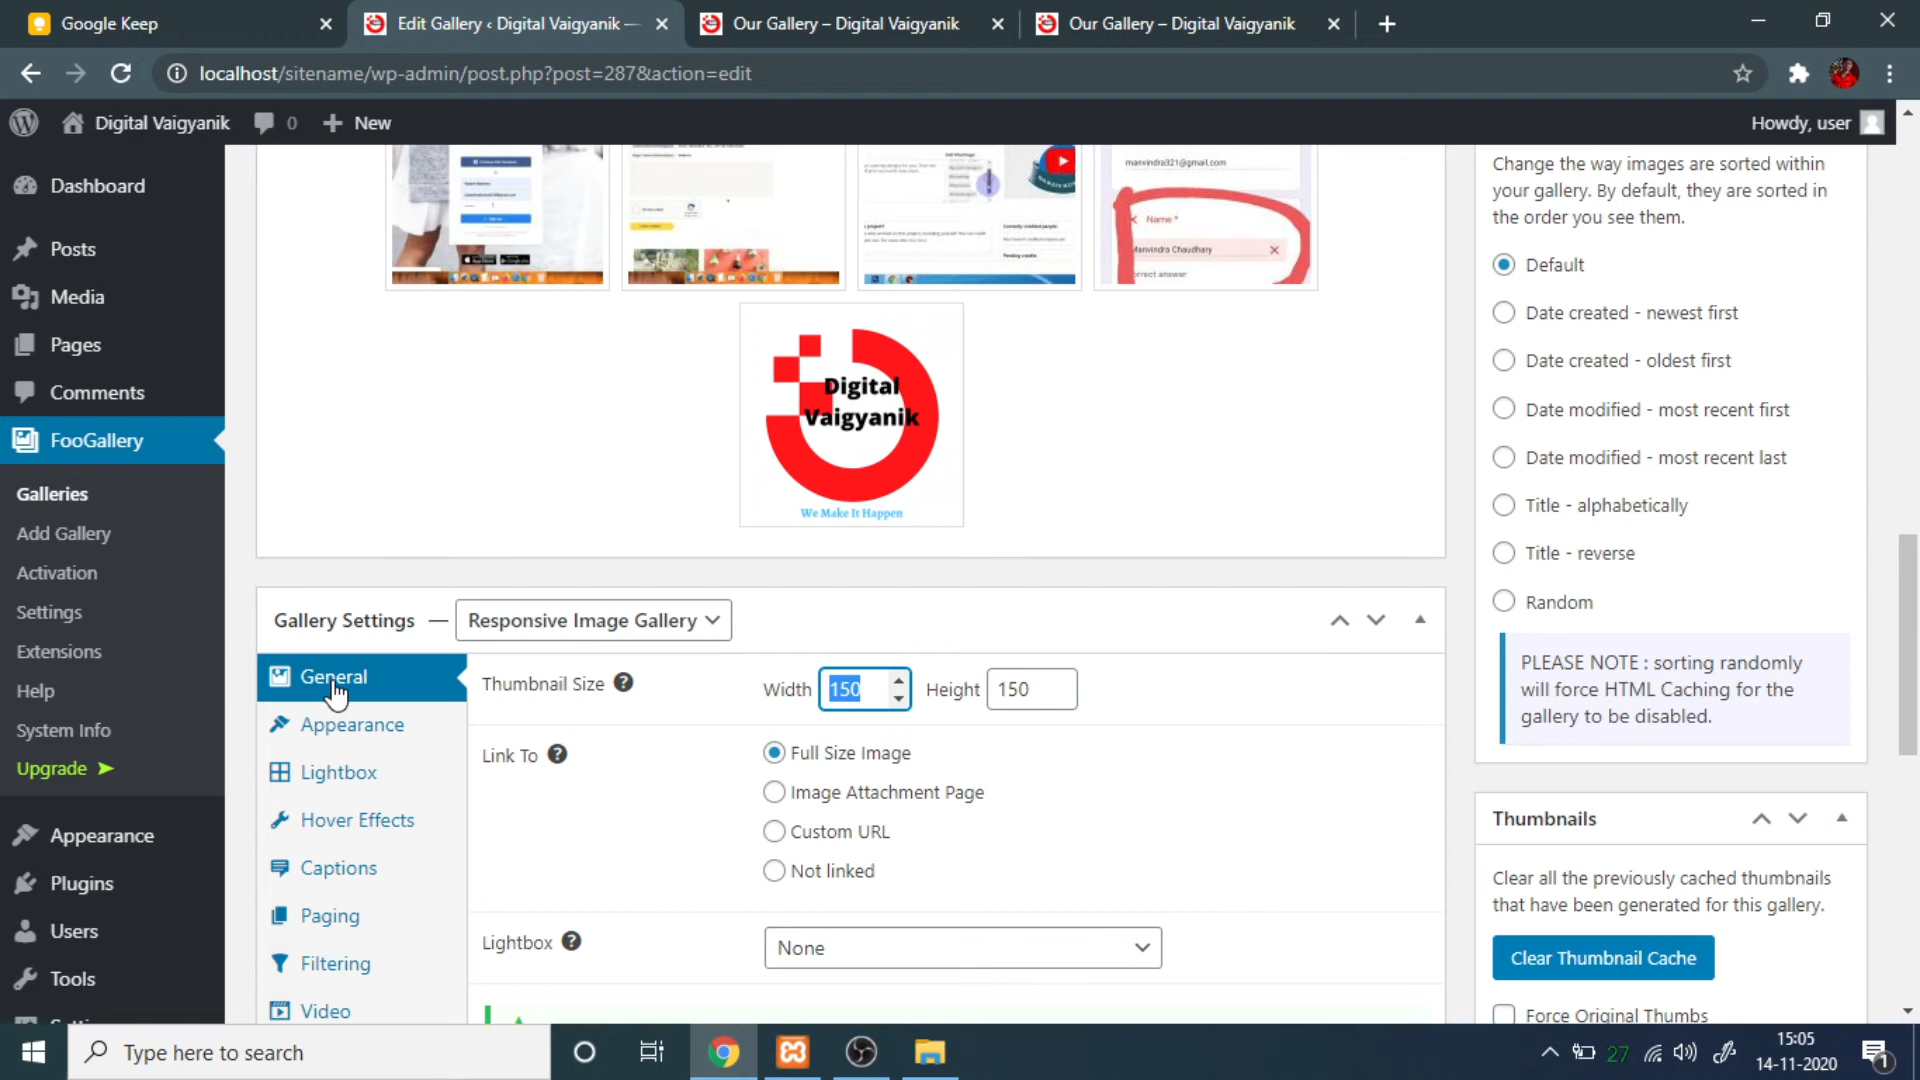 Google Keep
Edit Gallery ‹ Digital Vaigyanik —
Our Gallery – Digital Vaigyanik
Our Gallery – Digital Vaigyanik
localhost/sitename/wp-admin/post.php?post=287&action=edit
Digital Vaigyanik
0
New
Howdy, user
Dashboard
Posts
Media
Pages
Comments
FooGallery
Galleries
Add Gallery
Activation
Settings
Extensions
Help
System Info
Upgrade ➤
Appearance
Plugins
Users
Tools
manvindra321@gmail.com
Name *
Manvindra Chaudhary
Digital
Vaigyanik
We Make It Happen
Gallery Settings — Responsive Image Gallery
General
Appearance
Lightbox
Hover Effects
Captions
Paging
Filtering
Video
Thumbnail Size
Width 150 Height 150
Link To
Full Size Image
Image Attachment Page
Custom URL
Not linked
Lightbox
None
Change the way images are sorted within
your gallery. By default, they are sorted in
the order you see them.
Default
Date created - newest first
Date created - oldest first
Date modified - most recent first
Date modified - most recent last
Title - alphabetically
Title - reverse
Random
PLEASE NOTE : sorting randomly
will force HTML Caching for the
gallery to be disabled.
Thumbnails
Clear all the previously cached thumbnails
that have been generated for this gallery.
Clear Thumbnail Cache
Force Original Thumbs
Type here to search
27
15:05
14-11-2020
1